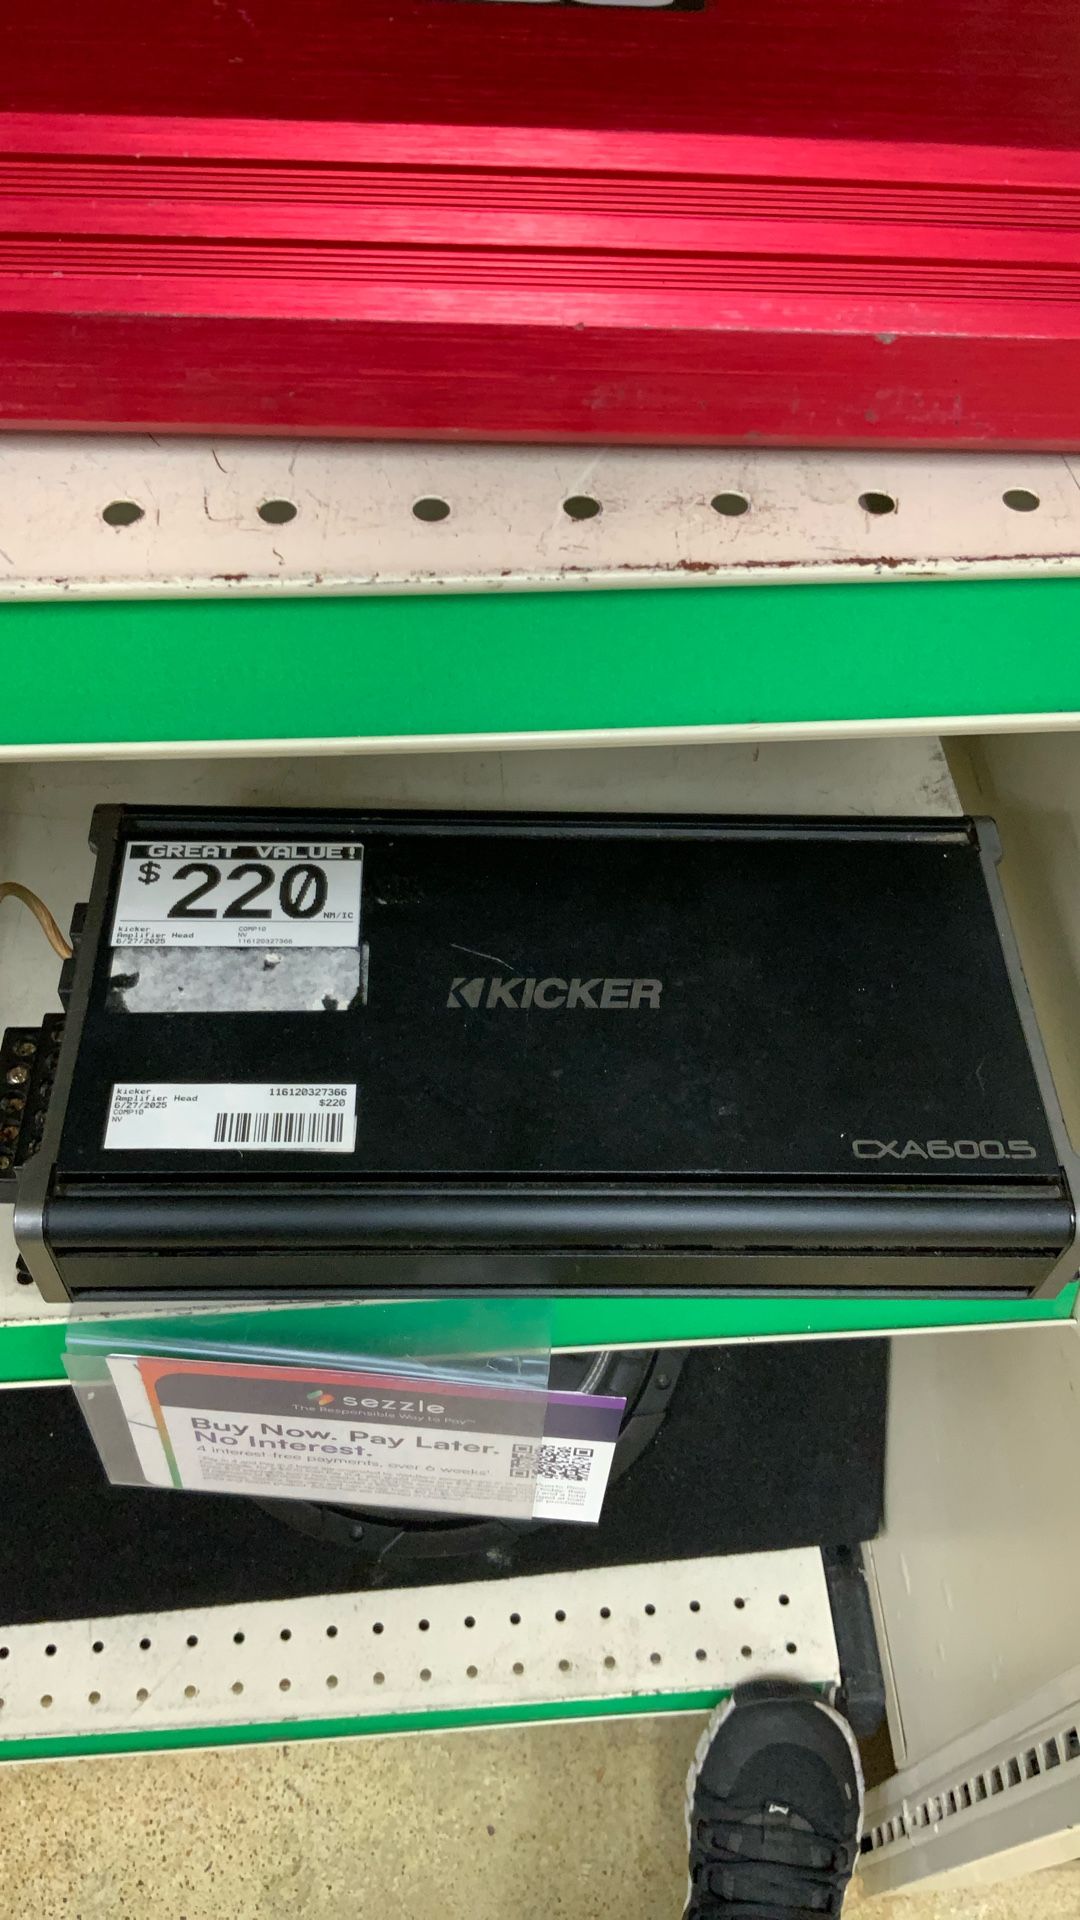 GREAT VALUE!
$220
NM/IC
kicker COMP10
Amplifier Head NV
6/27/2025 116120327366
KICKER
kicker 116120327366
Amplifier Head $220
6/27/2025
COMP10
NV
CXA600.5
sezzle
The Responsible Way to Pay™
Buy Now. Pay Later.
No Interest.
4 interest-free payments, over 6 weeks¹